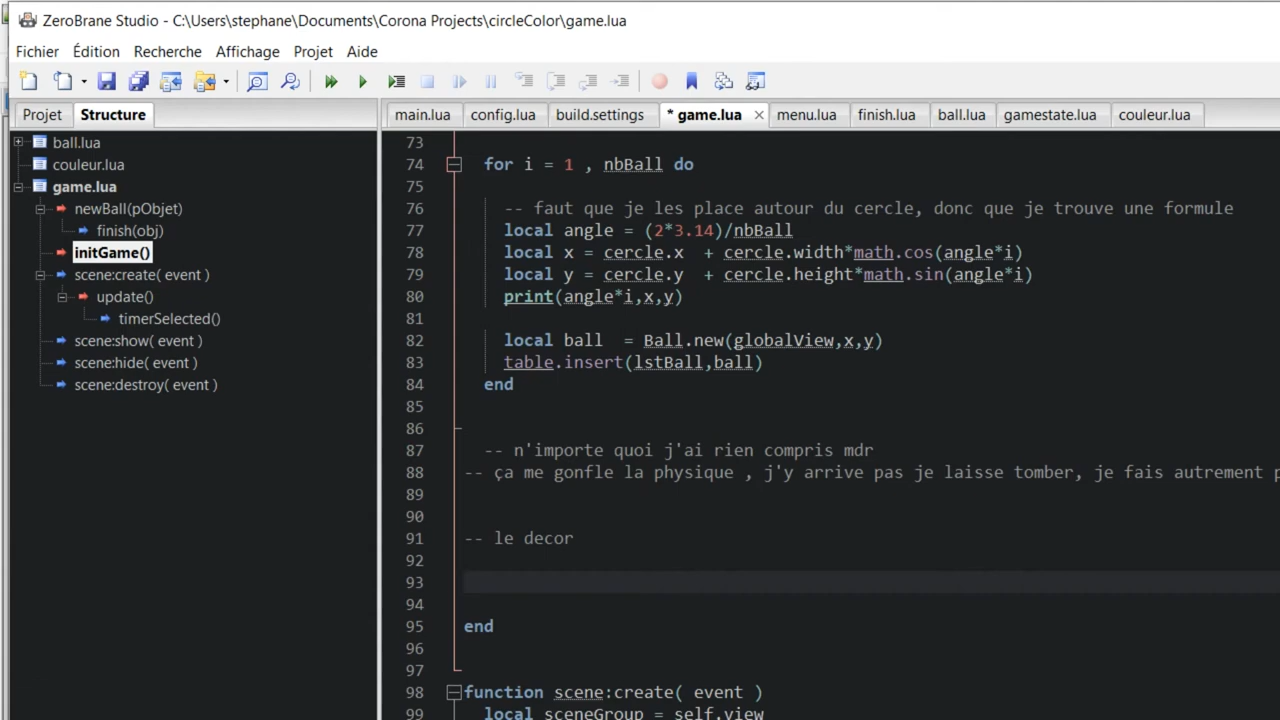 ZeroBrane Studio - C:\Users\stephane\Documents\Corona Projects\circleColor\game.lua
Fichier Édition Recherche Affichage Projet Aide
Projet Structure
ball.lua
couleur.lua
game.lua
newBall(pObjet)
finish(obj)
initGame()
scene:create( event )
update()
timerSelected()
scene:show( event )
scene:hide( event )
scene:destroy( event )
main.lua config.lua build.settings * game.lua menu.lua finish.lua ball.lua gamestate.lua couleur.lua
73
74 for i = 1 , nbBall do
75
76 -- faut que je les place autour du cercle, donc que je trouve une formule
77 local angle = (2*3.14)/nbBall
78 local x = cercle.x  + cercle.width*math.cos(angle*i)
79 local y = cercle.y  + cercle.height*math.sin(angle*i)
80 print(angle*i,x,y)
81
82 local ball  = Ball.new(globalView,x,y)
83 table.insert(lstBall,ball)
84 end
85
86
87 -- n'importe quoi j'ai rien compris mdr
88 -- ça me gonfle la physique , j'y arrive pas je laisse tomber, je fais autrement p
89
90
91 -- le decor
92
93
94
95 end
96
97
98 function scene:create( event )
99 local sceneGroup = self.view